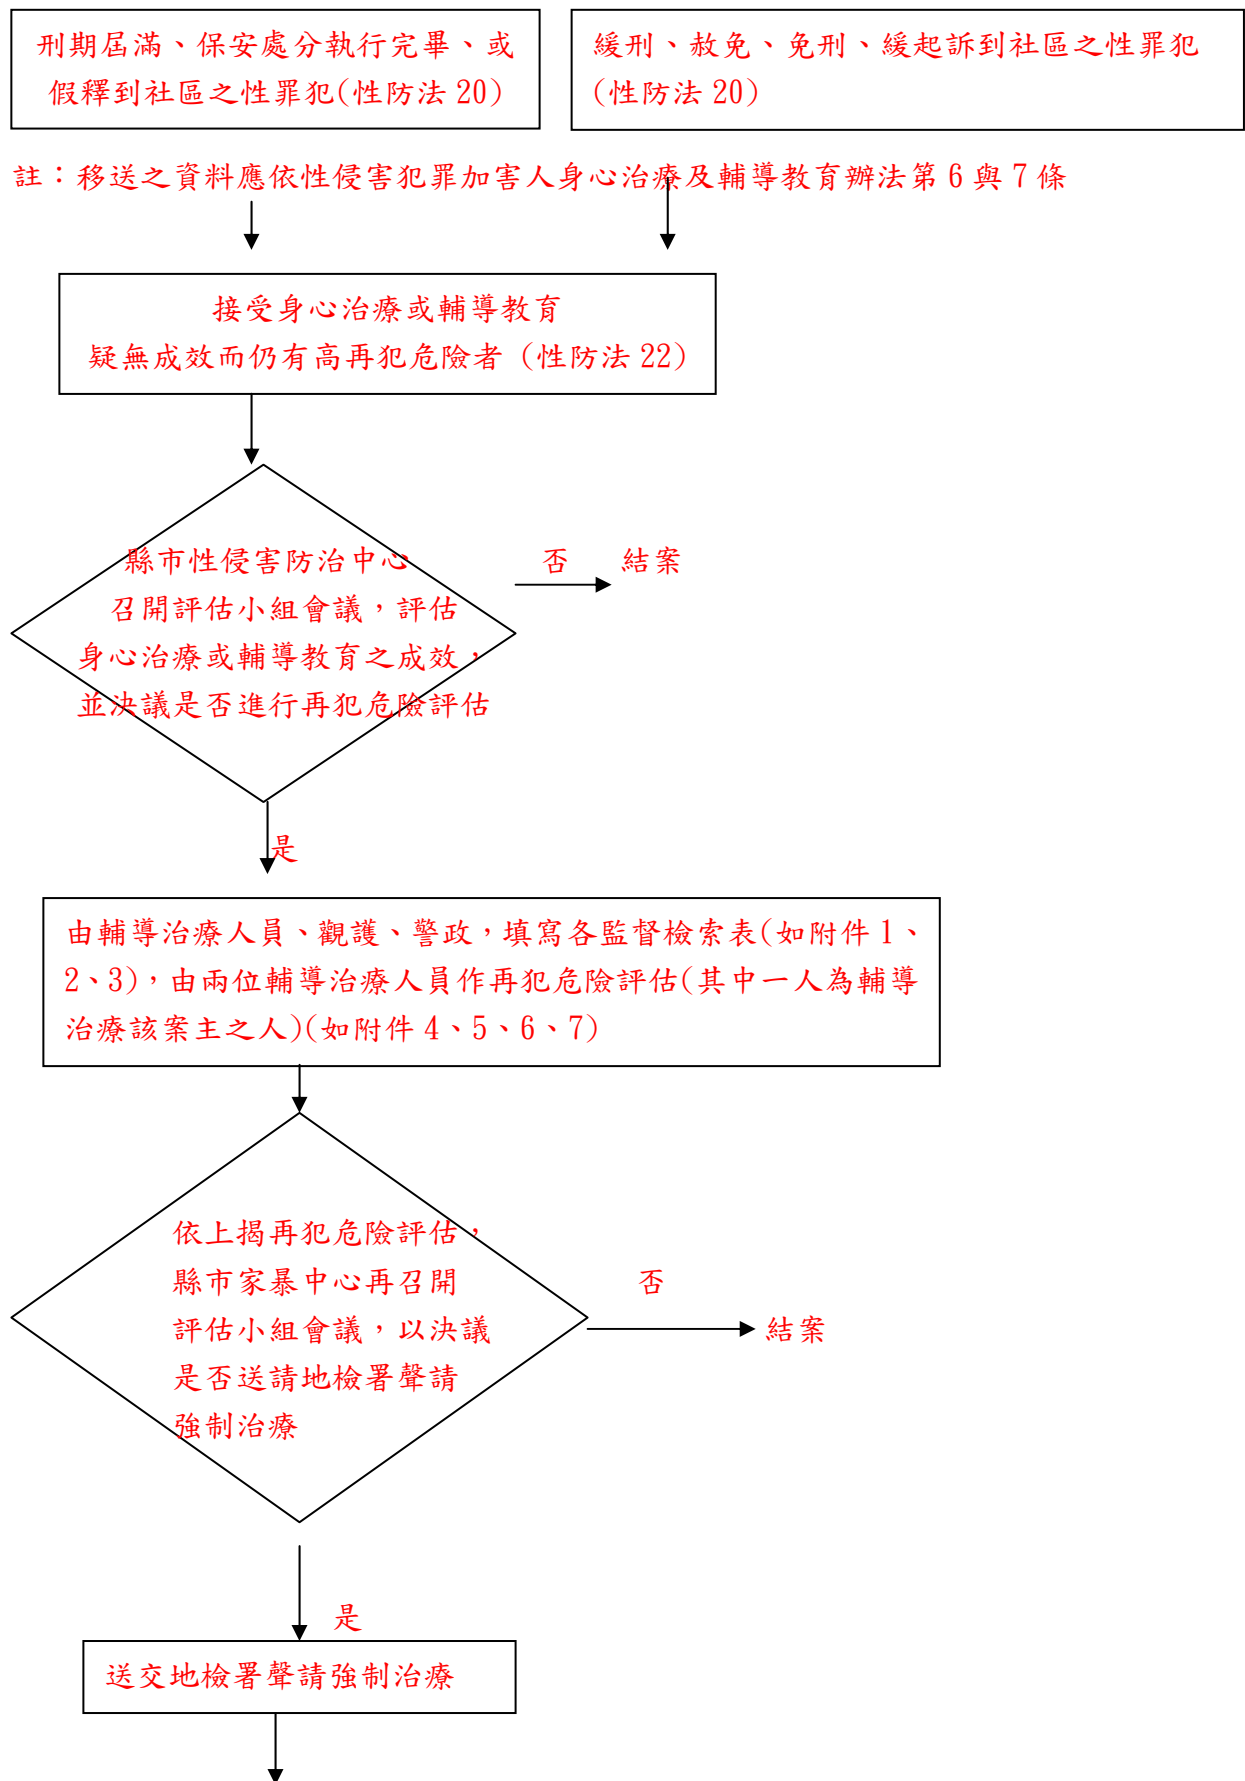 刑期屆滿、保安處分執行完畢、或
假釋到社區之性罪犯(性防法 20)
緩刑、赦免、免刑、緩起訴到社區之性罪犯
(性防法 20)
註：移送之資料應依性侵害犯罪加害人身心治療及輔導教育辦法第 6 與 7 條
接受身心治療或輔導教育
疑無成效而仍有高再犯危險者 (性防法 22)
縣市性侵害防治中心
召開評估小組會議，評估
身心治療或輔導教育之成效，
並決議是否進行再犯危險評估
否
結案
是
由輔導治療人員、觀護、警政，填寫各監督檢索表(如附件 1、
2、3)，由兩位輔導治療人員作再犯危險評估(其中一人為輔導
治療該案主之人)(如附件 4、5、6、7)
依上揭再犯危險評估，
縣市家暴中心再召開
評估小組會議，以決議
是否送請地檢署聲請
強制治療
否
結案
是
送交地檢署聲請強制治療